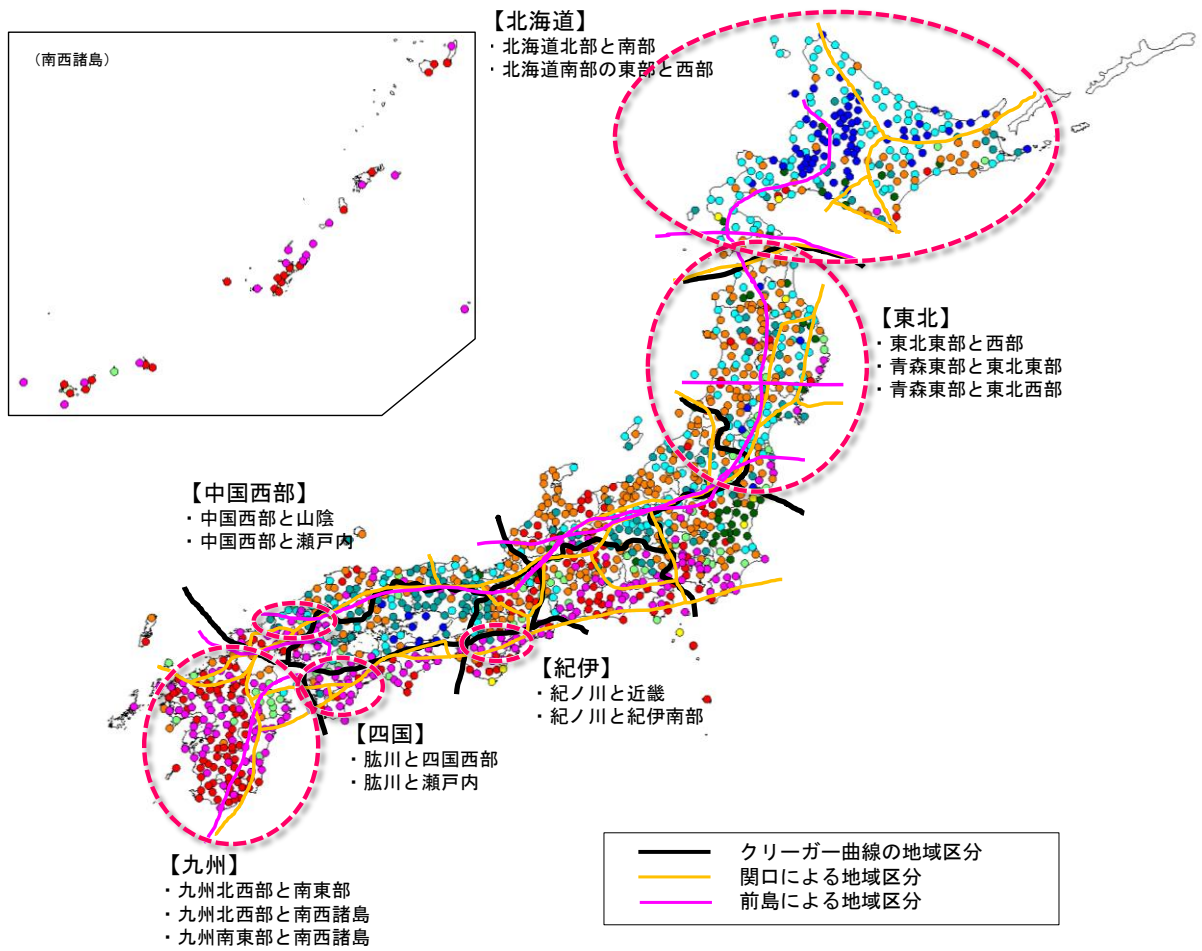 【北海道】
・北海道北部と南部
・北海道南部の東部と西部
（南西諸島）
【東北】
・東北東部と西部
・青森東部と東北東部
・青森東部と東北西部
【中国西部】
・中国西部と山陰
・中国西部と瀬戸内
【紀伊】
・紀ノ川と近畿
・紀ノ川と紀伊南部
【四国】
・肱川と四国西部
・肱川と瀬戸内
【九州】
・九州北西部と南東部
・九州北西部と南西諸島
・九州南東部と南西諸島
クリーガー曲線の地域区分
関口による地域区分
前島による地域区分